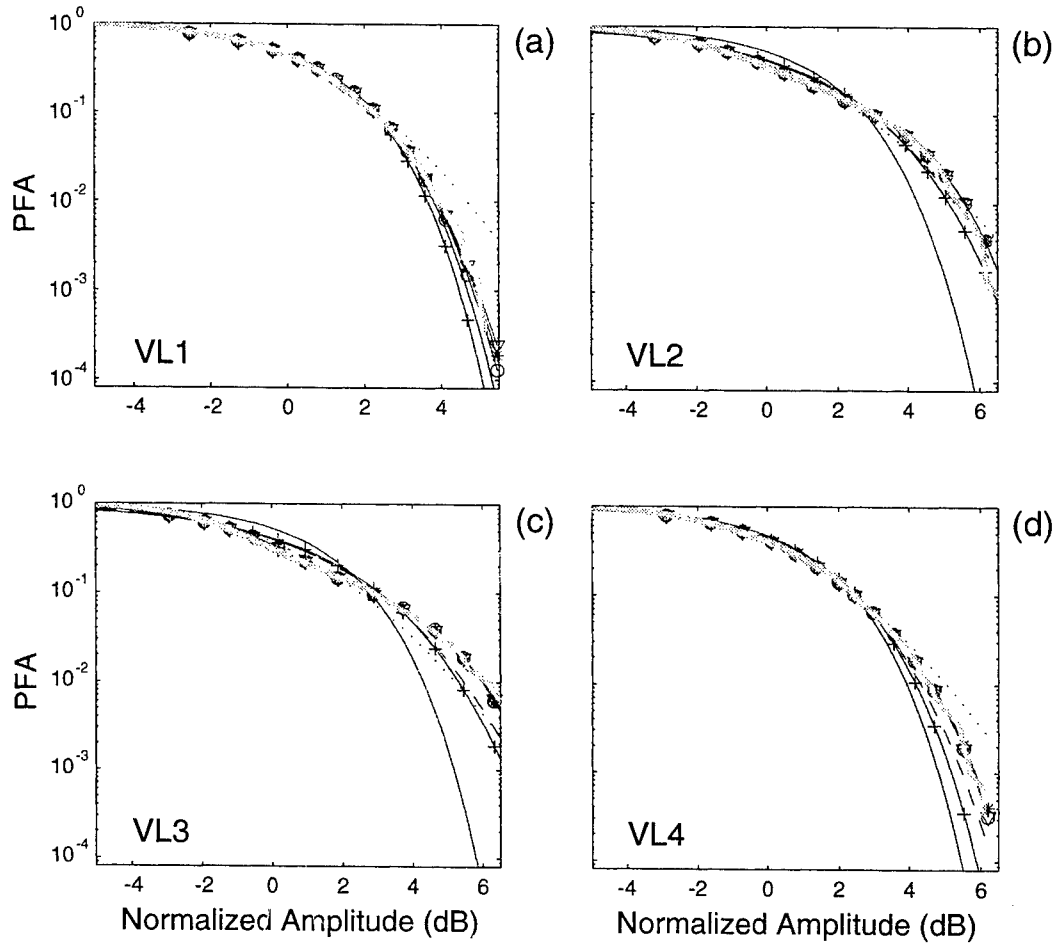 10^0
10^-1
10^-2
10^-3
10^-4
PFA
-4 -2 0 2 4
VL1
(a)
-4 -2 0 2 4 6
VL2
(b)
10^0
10^-1
10^-2
10^-3
10^-4
PFA
-4 -2 0 2 4 6
Normalized Amplitude (dB)
VL3
(c)
-4 -2 0 2 4 6
Normalized Amplitude (dB)
VL4
(d)